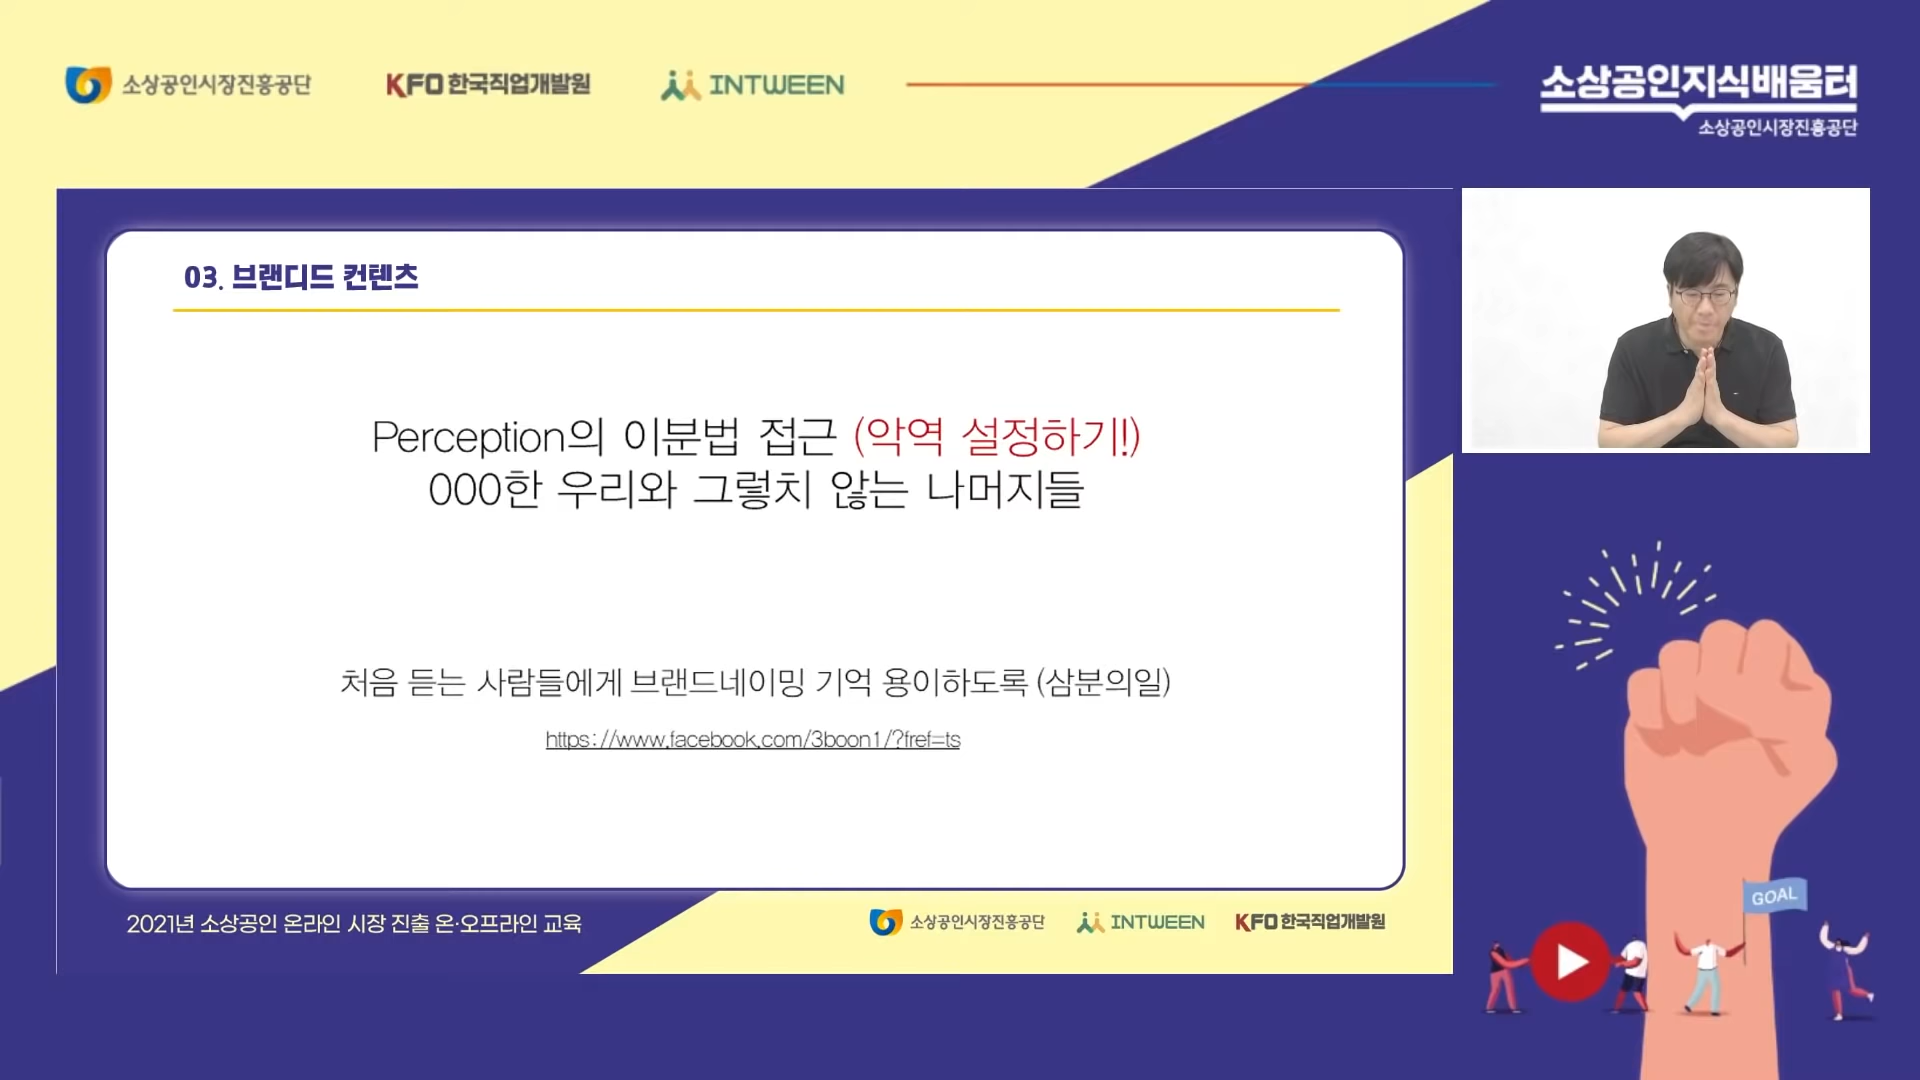 소상공인시장진흥공단
KFO 한국직업개발원
INTWEEN
소상공인지식배움터
소상공인시장진흥공단
03. 브랜디드 컨텐츠
Perception의 이분법 접근 (악역 설정하기!)
000한 우리와 그렇치 않는 나머지들
처음 듣는 사람들에게 브랜드네이밍 기억 용이하도록 (삼분의일)
https://www.facebook.com/3boon1/?fref=ts
2021년 소상공인 온라인 시장 진출 온·오프라인 교육
소상공인시장진흥공단
INTWEEN
KFO 한국직업개발원
GOAL